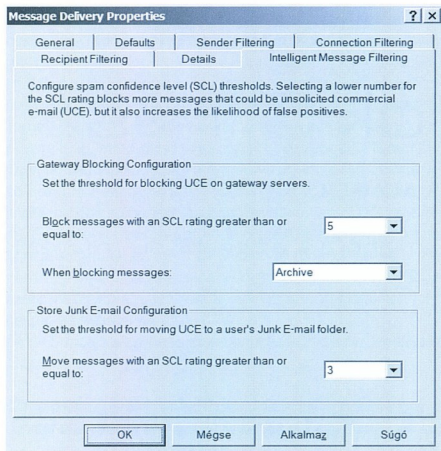 Message Delivery Properties
General
Defaults
Sender Filtering
Connection Filtering
Recipient Filtering
Details
Intelligent Message Filtering
Configure spam confidence level (SCL) thresholds. Selecting a lower number for
the SCL rating blocks more messages that could be unsolicited commercial
e-mail (UCE), but it also increases the likelihood of false positives.
Gateway Blocking Configuration
Set the threshold for blocking UCE on gateway servers.
Block messages with an SCL rating greater than or
equal to:
5
When blocking messages:
Archive
Store Junk E-mail Configuration
Set the threshold for moving UCE to a user's Junk E-mail folder.
Move messages with an SCL rating greater than or
equal to:
3
OK
Mégse
Alkalmaz
Súgó